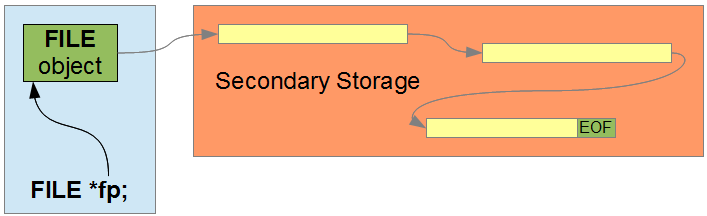 FILE
object
FILE *fp;
Secondary Storage
EOF